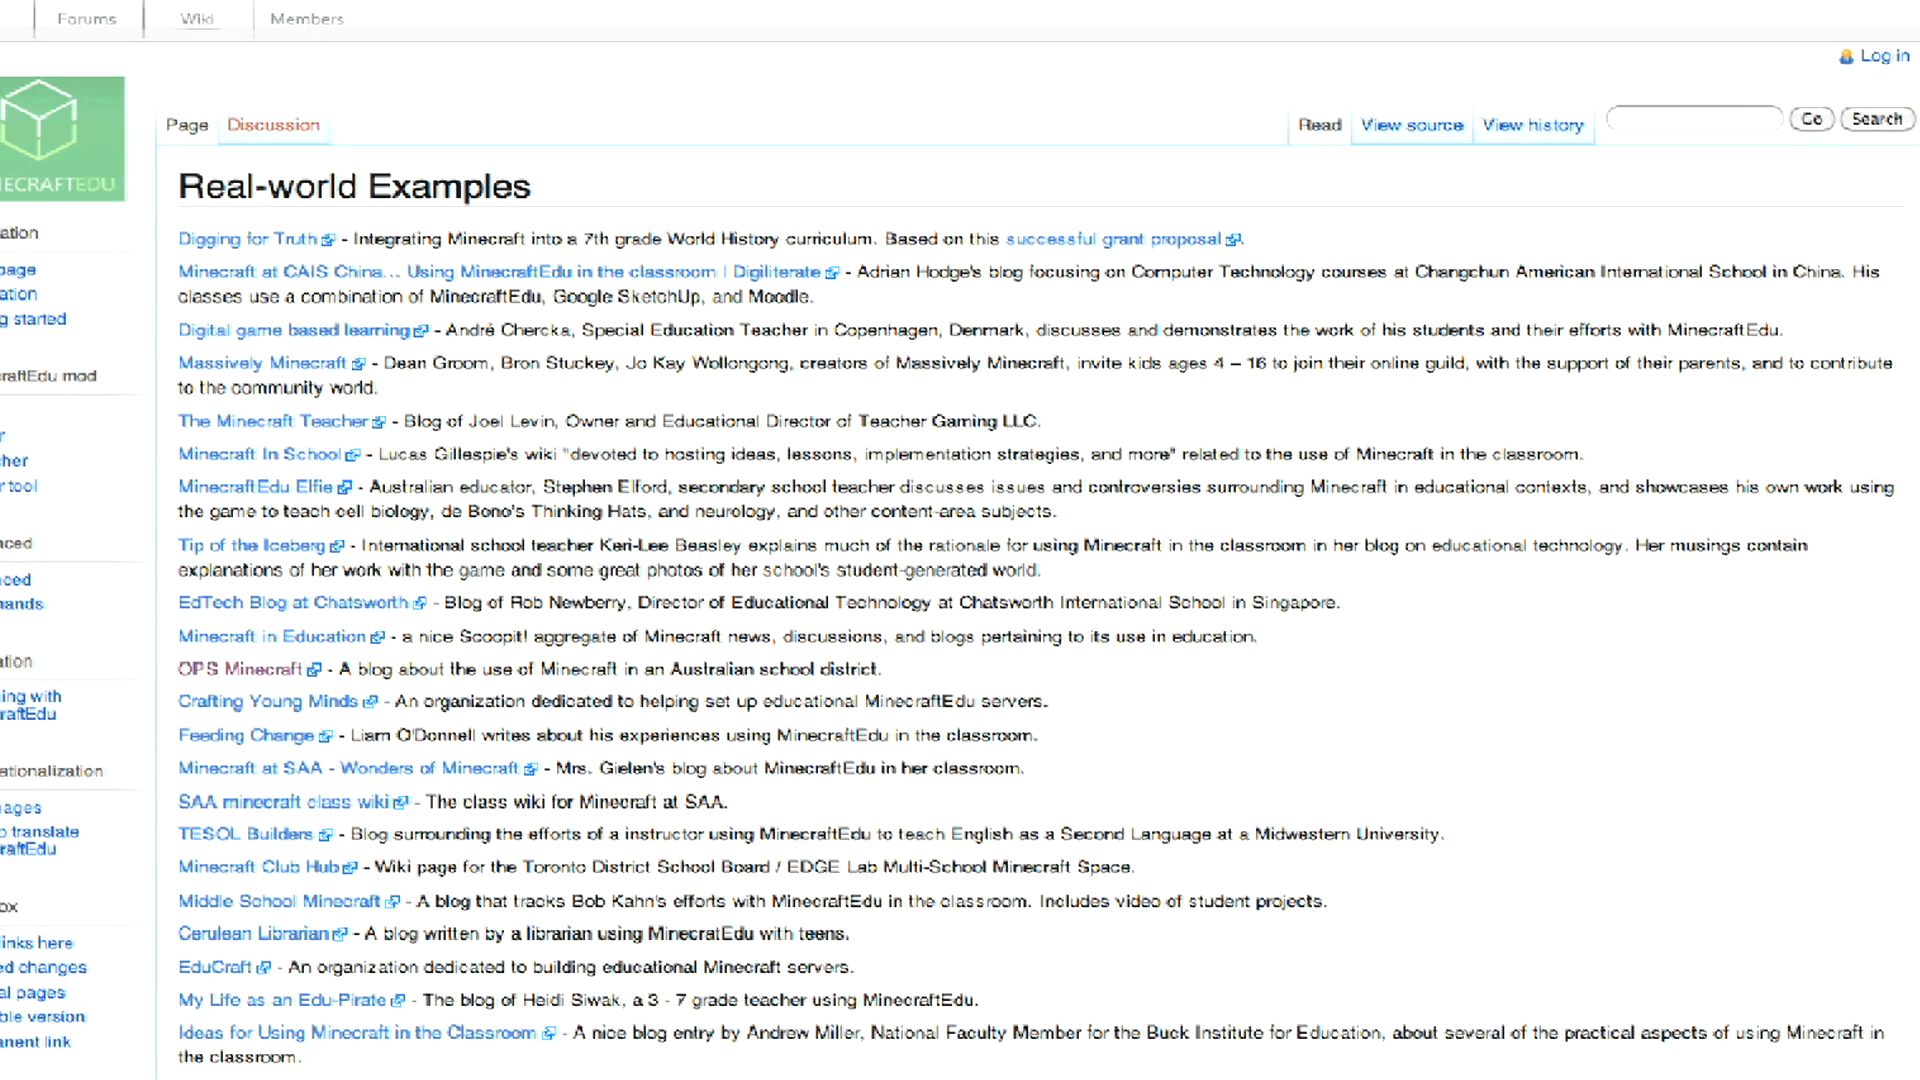 Forums
Wiki
Members
Log in
ECRAFTEDU
Page
Discussion
Read
View source
View history
Go
Search
Real-world Examples
Digging for Truth - Integrating Minecraft into a 7th grade World History curriculum. Based on this successful grant proposal.
Minecraft at CAIS China... Using MinecraftEdu in the classroom | Digiliterate - Adrian Hodge's blog focusing on Computer Technology courses at Changchun American International School in China. His
classes use a combination of MinecraftEdu, Google SketchUp, and Moodle.
Digital game based learning - André Chercka, Special Education Teacher in Copenhagen, Denmark, discusses and demonstrates the work of his students and their efforts with MinecraftEdu.
Massively Minecraft - Dean Groom, Bron Stuckey, Jo Kay Wollongong, creators of Massively Minecraft, invite kids ages 4 – 16 to join their online guild, with the support of their parents, and to contribute
to the community world.
The Minecraft Teacher - Blog of Joel Levin, Owner and Educational Director of Teacher Gaming LLC.
Minecraft In School - Lucas Gillespie's wiki "devoted to hosting ideas, lessons, implementation strategies, and more" related to the use of Minecraft in the classroom.
MinecraftEdu Elfie - Australian educator, Stephen Elford, secondary school teacher discusses issues and controversies surrounding Minecraft in educational contexts, and showcases his own work using
the game to teach cell biology, de Bono's Thinking Hats, and neurology, and other content-area subjects.
Tip of the Iceberg - International school teacher Keri-Lee Beasley explains much of the rationale for using Minecraft in the classroom in her blog on educational technology. Her musings contain
explanations of her work with the game and some great photos of her school's student-generated world.
EdTech Blog at Chatsworth - Blog of Rob Newberry, Director of Educational Technology at Chatsworth International School in Singapore.
Minecraft in Education - a nice Scoopit! aggregate of Minecraft news, discussions, and blogs pertaining to its use in education.
OPS Minecraft - A blog about the use of Minecraft in an Australian school district.
Crafting Young Minds - An organization dedicated to helping set up educational MinecraftEdu servers.
Feeding Change - Liam O'Donnell writes about his experiences using MinecraftEdu in the classroom.
Minecraft at SAA - Wonders of Minecraft - Mrs. Gielen's blog about MinecraftEdu in her classroom.
SAA minecraft class wiki - The class wiki for Minecraft at SAA.
TESOL Builders - Blog surrounding the efforts of a instructor using MinecraftEdu to teach English as a Second Language at a Midwestern University.
Minecraft Club Hub - Wiki page for the Toronto District School Board / EDGE Lab Multi-School Minecraft Space.
Middle School Minecraft - A blog that tracks Bob Kahn's efforts with MinecraftEdu in the classroom. Includes video of student projects.
Cerulean Librarian - A blog written by a librarian using MinecratEdu with teens.
EduCraft - An organization dedicated to building educational Minecraft servers.
My Life as an Edu-Pirate - The blog of Heidi Siwak, a 3 - 7 grade teacher using MinecraftEdu.
Ideas for Using Minecraft in the Classroom - A nice blog entry by Andrew Miller, National Faculty Member for the Buck Institute for Education, about several of the practical aspects of using Minecraft in
the classroom.
ation
page
ation
g started
raftEdu mod
r
her
r tool
nced
nced
mands
ation
ing with
raftEdu
ationalization
ages
o translate
raftEdu
ox
links here
ed changes
al pages
ble version
anent link